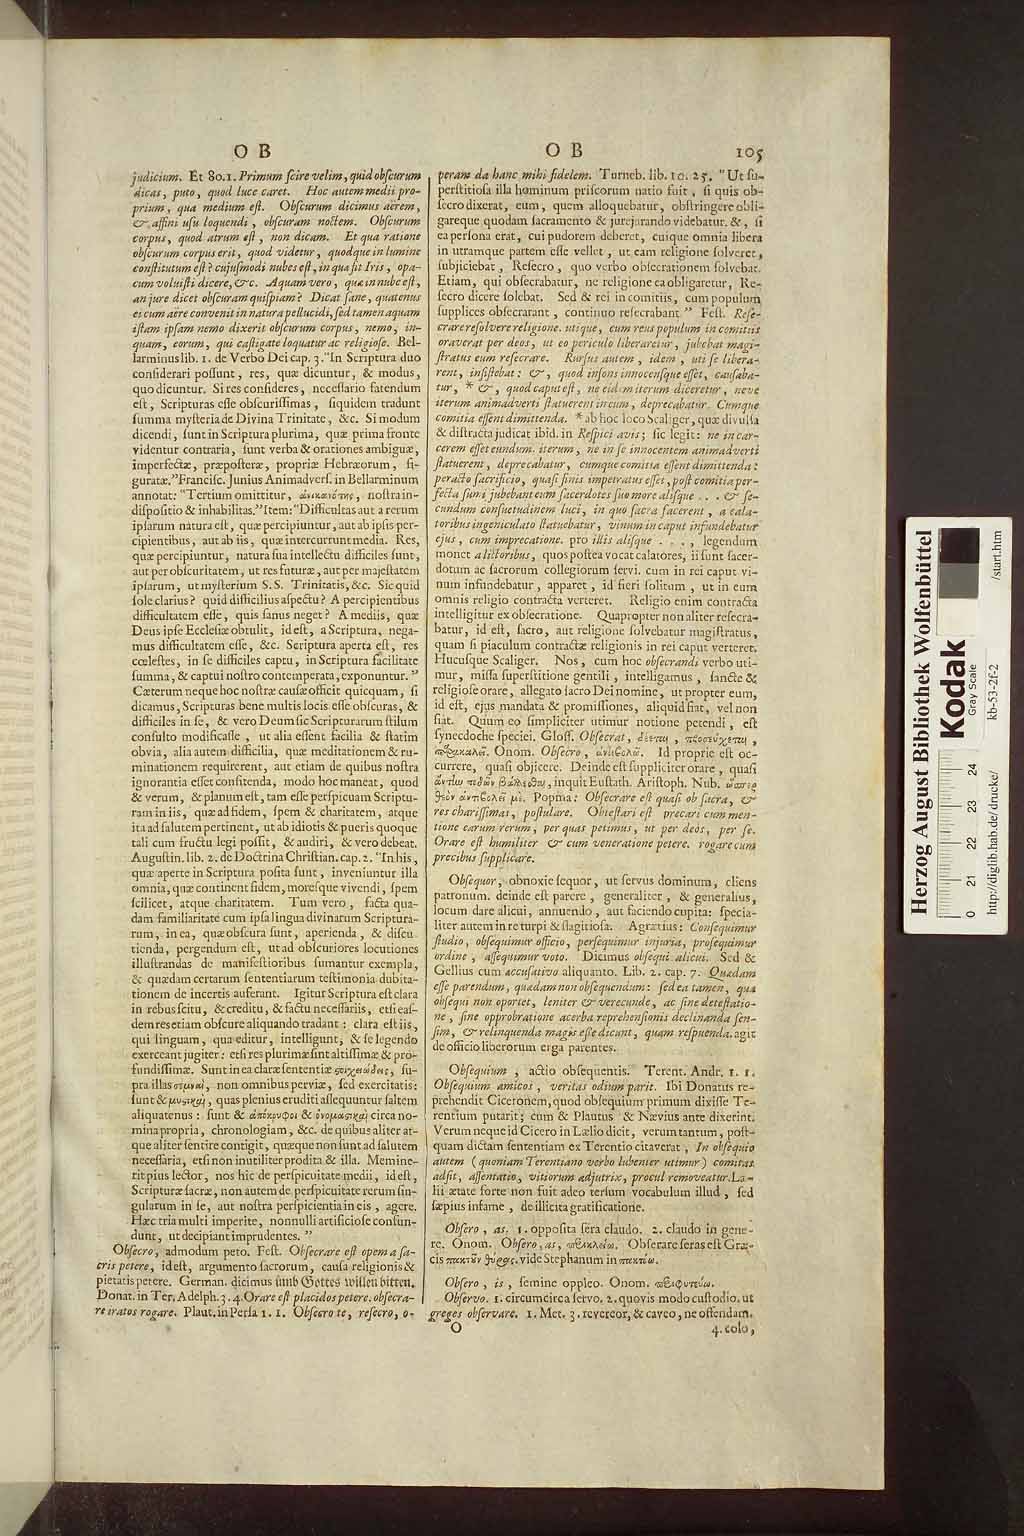 O B
judicium. Et 80.1. Primum ſcire velim, quid obſcurum
dicas, puto, quod luce caret. Hoc autem medii pro-
prium, qua medium eſt. Obſcurum dicimus aërem,
&, affini uſu loquendi, obſcuram noctem. Obſcurum
corpus, quod atrum eſt, non dicam. Et qua ratione
obſcurum corpus erit, quod videtur, quodque in lumine
conſtitutum eſt? cujuſmodi nubes eſt, in qua ſit Iris, opa-
cum voluiſti dicere, &c. Aquam vero, quæ in nube eſt,
an jure dicet obſcuram quiſpiam? Dicat ſane, quatenus
ei cum aëre convenit in natura pellucidi, ſed tamen aquam
iſtam ipſam nemo dixerit obſcurum corpus, nemo, in-
quam, eorum, qui caſtigate loquatur ac religioſe. Bel-
larminus lib. 1. de Verbo Dei cap. 3. "In Scriptura duo
conſiderari poſſunt, res, quæ dicuntur, & modus,
quo dicuntur. Si res conſideres, neceſſario fatendum
eſt, Scripturas eſſe obſcuriſſimas, ſiquidem tradunt
ſumma myſteria de Divina Trinitate, &c. Si modum
dicendi, ſunt in Scriptura plurima, quæ prima fronte
videntur contraria, ſunt verba & orationes ambiguæ,
imperfectæ, præpoſteræ, propriæ Hebræorum, fi-
guratæ." Franciſc. Junius Animadverſ. in Bellarminum
annotat: "Tertium omittitur, noſtra in-
diſpoſitio & inhabilitas." Item: "Difficultas aut a rerum
ipſarum natura eſt, quæ percipiuntur, aut ab ipſis per-
cipientibus, aut ab iis, quæ intercurrunt media. Res,
quæ percipiuntur, natura ſua intellectu difficiles ſunt,
aut per obſcuritatem, ut res futuræ, aut per majeſtatem
ipſarum, ut myſterium S.S. Trinitatis, &c. Sic quid
ſole clarius? quid difficilius aſpectu? A percipientibus
difficultatem eſſe, quis ſanus neget? A mediis, quæ
Deus ipſe Eccleſiæ obtulit, id eſt, a Scriptura, nega-
mus difficultatem eſſe, &c. Scriptura aperta eſt, res
cœleſtes, in ſe difficiles captu, in Scriptura facilitate
ſumma, & captui noſtro contemperata, exponuntur."
Cæterum neque hoc noſtræ cauſæ officit quicquam, ſi
dicamus, Scripturas bene multis locis eſſe obſcuras, &
difficiles in ſe, & vero Deum ſic Scripturarum ſtilum
conſulto modificaſſe, ut alia eſſent facilia & ſtatim
obvia, alia autem difficilia, quæ meditationem & ru-
minationem requirerent, aut etiam de quibus noſtra
ignorantia eſſet confitenda, modo hoc maneat, quod
& verum, & planum eſt, tam eſſe perſpicuam Scriptu-
ram in iis, quæ ad fidem, ſpem & charitatem, atque
ita ad ſalutem pertinent, ut ab idiotis & pueris quoque
tali cum fructu legi poſſit, & audiri, & vero debeat.
Auguſtin. lib. 2. de Doctrina Chriſtian. cap. 2. "In his,
quæ aperte in Scriptura poſita ſunt, inveniuntur illa
omnia, quæ continent fidem, moreſque vivendi, ſpem
ſcilicet, atque charitatem. Tum vero, facta qua-
dam familiaritate cum ipſa lingua divinarum Scriptura-
rum, in ea, quæ obſcura ſunt, aperienda, & diſcu-
tienda, pergendum eſt, ut ad obſcuriores locutiones
illuſtrandas de manifeſtioribus ſumantur exempla,
& quædam certarum ſententiarum teſtimonia dubita-
tionem de incertis auferant. Igitur Scriptura eſt clara
in rebus ſcitu, & creditu, & factu neceſſariis, etſi eaſ-
dem res etiam obſcure aliquando tradant: clara eſt iis,
qui linguam, qua editur, intelligunt, & ſe legendo
exerceant jugiter: etſi res plurimæ ſint altiſſimæ & pro-
fundiſſimæ. Sunt in ea claræ ſententiæ ϛοιχειώδεις, ſu-
pra illas σεμναὶ, non omnibus perviæ, ſed exercitatis:
ſunt & μυϛικαὶ, quas plenius eruditi aſſequuntur ſaltem
aliquatenus: ſunt & ἀπόκρυφοι & ὀνομαϛικαὶ circa no-
mina propria, chronologiam, &c. de quibus aliter at-
que aliter ſentire contigit, quæque non ſunt ad ſalutem
neceſſaria, etſi non inutiliter prodita & illa. Memine-
rit pius lector, nos hic de perſpicuitate medii, id eſt,
Scripturæ ſacræ, non autem de perſpicuitate rerum ſin-
gularum in ſe, aut noſtra perſpicientia in eis, agere.
Hæc tria multi imperite, nonnulli artificioſe confun-
dunt, ut decipiant imprudentes."
Obſecro, admodum peto. Feſt. Obſecrare eſt opem a ſa-
cris petere, id eſt, argumento ſacrorum, cauſa religionis &
pietatis petere. German. dicimus umb Gottes willen bitten.
Donat. in Ter. Adelph. 3. 4. Orare eſt placidos petere. obſecra-
re iratos rogare. Plaut. in Perſa 1. 1. Obſecro te, reſecro, o-
O B 105
peram da hanc mihi fidelem. Turneb. lib. 10. 25. "Ut ſu-
perſtitioſa illa hominum priſcorum natio fuit, ſi quis ob-
ſecro dixerat, eum, quem alloquebatur, obſtringere obli-
gareque quodam ſacramento & jurejurando videbatur. &, ſi
ea perſona erat, cui pudorem deberet, cuique omnia libera
in utramque partem eſſe vellet, ut eam religione ſolveret,
ſubjiciebat, Reſecro, quo verbo obſecrationem ſolvebat.
Etiam, qui obſecrabatur, ne religione ea obligaretur, Re-
ſecro dicere ſolebat. Sed & rei in comitiis, cum populum
ſupplices obſecrarant, continuo reſecrabant" Feſt. Reſe-
crare reſolvere religione. utique, cum reus populum in comitiis
oraverat per deos, ut eo periculo liberaretur, jubebat magi-
ſtratus eum reſecrare. Rurſus autem, idem, uti ſe libera-
rent, inſiſtebat: &, quod inſons innocenſque eſſet, cauſaba-
tur, * &, quod caput eſt, ne eidem iterum diceretur, neve
iterum animadverti ſtatuerent in eum, deprecabatur. Cumque
comitia eſſent dimittenda. * ab hoc loco Scaliger, quæ divulſa
& diſtracta judicat ibid. in Reſpici avis; ſic legit: ne in car-
cerem eſſet eundum. iterum, ne in ſe innocentem animadverti
ſtatuerent, deprecabatur, cumque comitia eſſent dimittenda:
peracto ſacrificio, quaſi finis impetratus eſſet, poſt comitia per-
fecta ſumi jubebant eum ſacerdotes ſuo more aliſque ... & ſe-
cundum conſuetudinem luci, in quo ſacra facerent, a cala-
toribus ingeniculato ſtatuebatur, vinum in caput infundebatur
ejus, cum imprecatione. pro illis aliſque ...., legendum
monet a lictoribus, quos poſtea vocat calatores, ii ſunt ſacer-
dotum ac ſacrorum collegiorum ſervi. cum in rei caput vi-
num infundebatur, apparet, id fieri ſolitum, ut in eum
omnis religio contracta verteret. Religio enim contracta
intelligitur ex obſecratione. Quapropter non aliter reſecra-
batur, id eſt, ſacro, aut religione ſolvebatur magiſtratus,
quam ſi piaculum contractæ religionis in rei caput verteret.
Hucuſque Scaliger. Nos, cum hoc obſecrandi verbo uti-
mur, miſſa ſuperſtitione gentili, intelligamus, ſancte &
religioſe orare, allegato ſacro Dei nomine, ut propter eum,
id eſt, ejus mandata & promiſſiones, aliquid fiat, vel non
fiat. Quum eo ſimpliciter utimur notione petendi, eſt
ſynecdoche ſpeciei. Gloſſ. Obſecrat, δέεται, προσεύχεται,
παρακαλῶ. Onom. Obſecro, ἀντιβολῶ. Id proprie eſt oc-
currere, quaſi objicere. Deinde eſt ſuppliciter orare, quaſi
inquit Euſtath. Ariſtoph. Nub. ὥσπερ
θεὸν ἀντιβολεῖ με. Popma: Obſecrare eſt quaſi ob ſacra, &
res chariſſimas, poſtulare. Obteſtari eſt precari cum men-
tione earum rerum, per quas petimus, ut per deos, per ſe.
Orare eſt humiliter & cum veneratione petere. rogare cum
precibus ſupplicare.
Obſequor, obnoxie ſequor, ut ſervus dominum, cliens
patronum. deinde eſt parere, generaliter, & generalius,
locum dare alicui, annuendo, aut faciendo cupita: ſpecia-
liter autem in re turpi & flagitioſa. Agrætius: Conſequimur
ſtudio, obſequimur officio, perſequimur injuria, proſequimur
ordine, aſſequimur voto. Dicimus obſequi alicui. Sed &
Gellius cum accuſativo aliquanto. Lib. 2. cap. 7. Quædam
eſſe parendum, quædam non obſequendum: ſed ea tamen, quæ
obſequi non oportet, leniter & verecunde, ac ſine deteſtatio-
ne, ſine opprobratione acerba reprehenſionis declinanda ſen-
ſim, & relinquenda magis eſſe dicunt, quam reſpuenda. agit
de officio liberorum erga parentes.
Obſequium, actio obſequentis. Terent. Andr. 1. 1.
Obſequium amicos, veritas odium parit. Ibi Donatus re-
prehendit Ciceronem, quod obſequium primum dixiſſe Te-
rentium putarit; cum & Plautus & Nævius ante dixerint.
Verum neque id Cicero in Lælio dicit, verum tantum, poſt-
quam dictam ſententiam ex Terentio citaverat, In obſequio
autem (quoniam Terentiano verbo lubenter utimur) comitas
adſit, aſſentatio, vitiorum adjutrix, procul removeatur. Læ-
lii ætate forte non fuit adeo terſum vocabulum illud, ſed
ſæpius infame, de illicita gratificatione.
Obſero, as. 1. oppoſita ſera claudo. 2. claudo in gene-
re. Onom. Obſero, as, Obſerare ſeras eſt Græ-
cis πακτοῦν θύρας. vide Stephanum in πακτόω.
Obſero, is, ſemine oppleo. Onom.
Obſervo. 1. circumcirca ſervo. 2. quovis modo cuſtodio. ut
greges obſervare. 1. Met. 3. revereor, & caveo, ne offendam.
O 4. colo,
Herzog August Bibliothek Wolfenbüttel
Kodak
Gray Scale
0 21 22 23 24
http://diglib.hab.de/drucke/ kb-53-2f-2 /start.htm